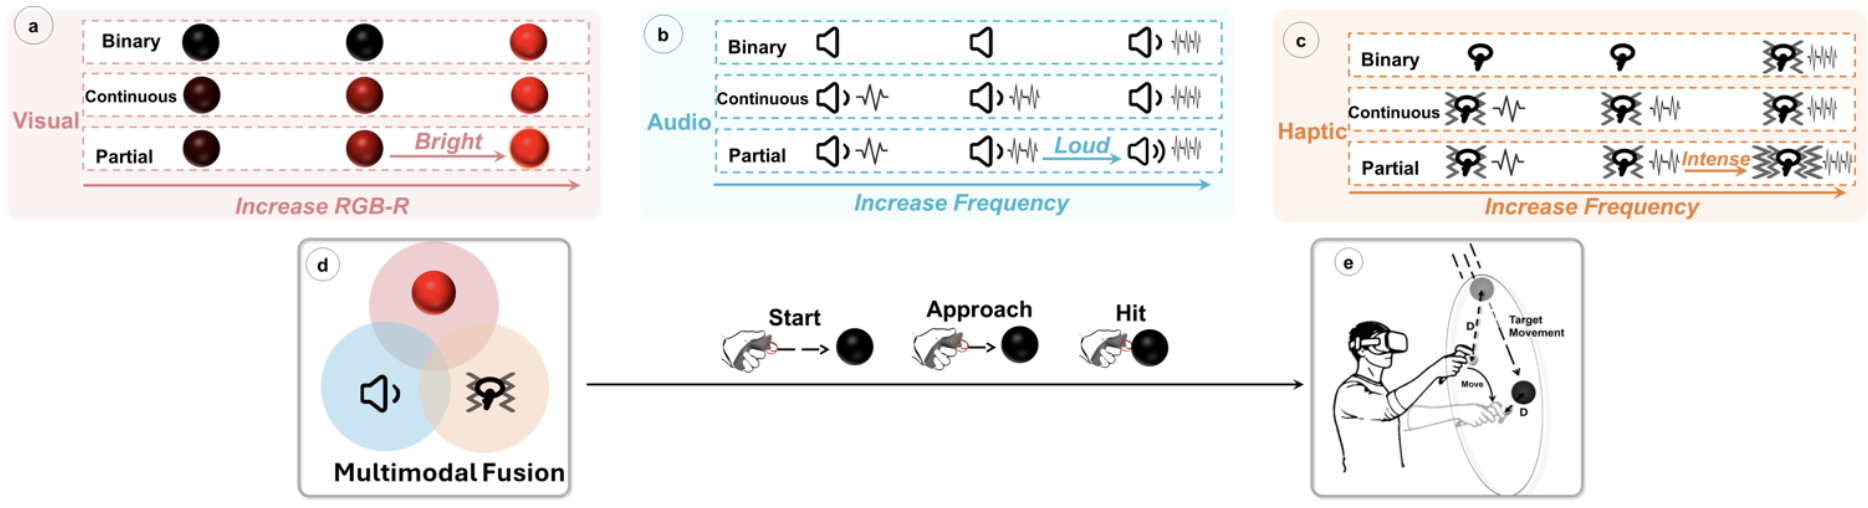 a
Visual
Binary
Continuous
Partial
Bright
Increase RGB-R
b
Audio
Binary
Continuous
Partial
Loud
Increase Frequency
c
Haptic
Binary
Continuous
Partial
Intense
Increase Frequency
d
Multimodal Fusion
Start
Approach
Hit
e
D
Target
Movement
Move
D